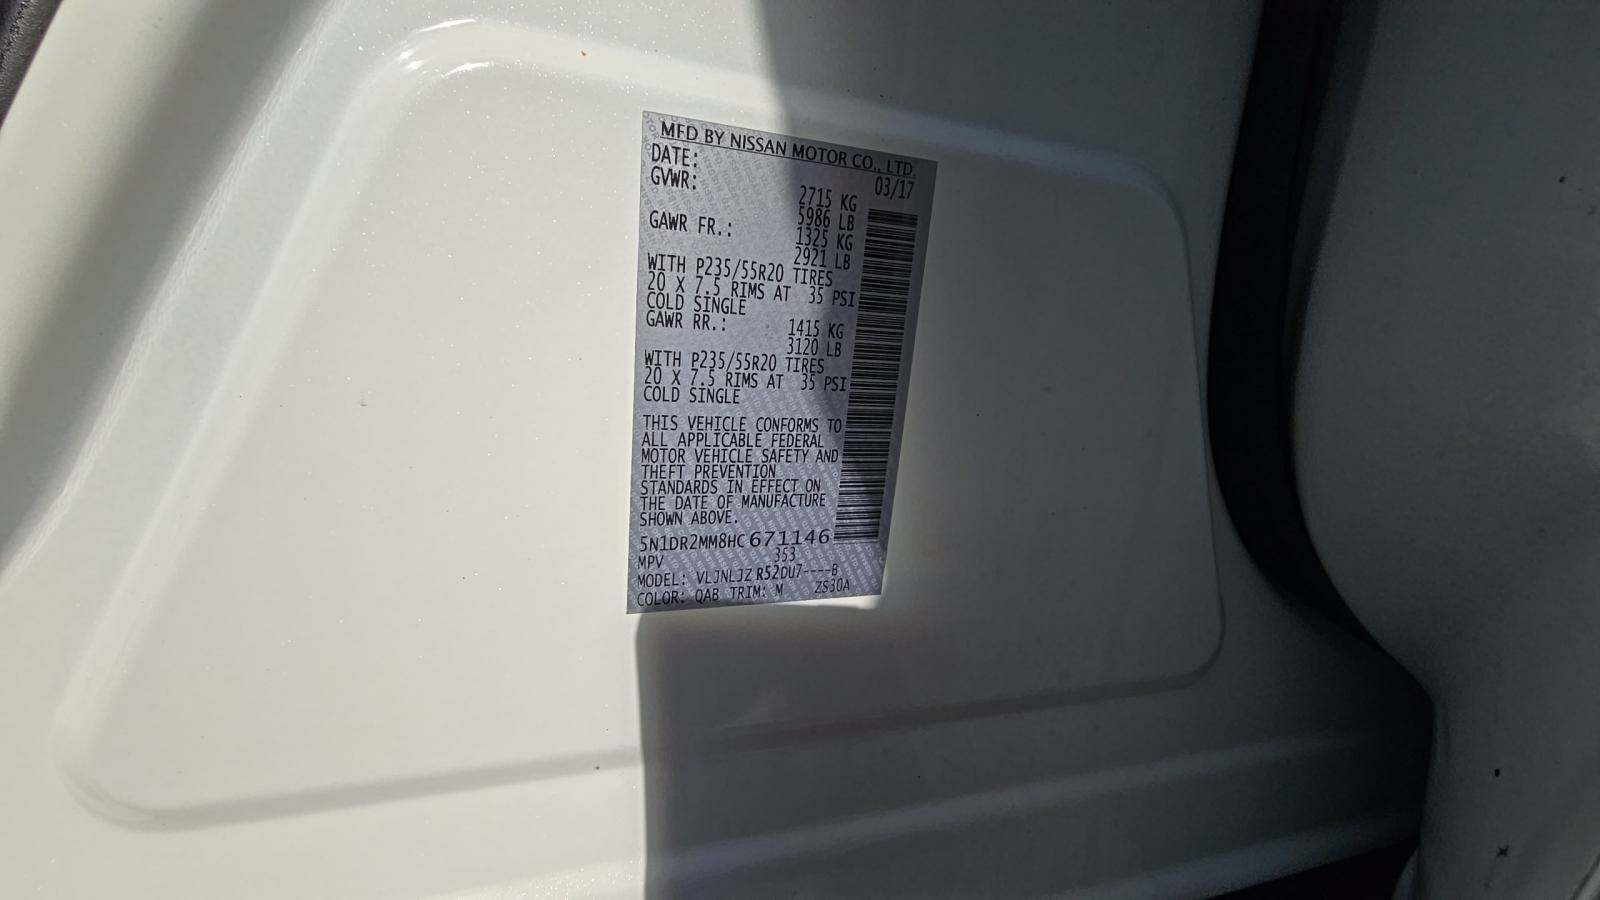 MFD BY NISSAN MOTOR CO., LTD.
DATE: 03/17
GVWR: 2715 KG
5986 LB
GAWR FR.: 1325 KG
2921 LB
WITH P235/55R20 TIRES
20 X 7.5 RIMS AT 35 PSI
COLD SINGLE
GAWR RR.: 1415 KG
3120 LB
WITH P235/55R20 TIRES
20 X 7.5 RIMS AT 35 PSI
COLD SINGLE
THIS VEHICLE CONFORMS TO
ALL APPLICABLE FEDERAL
MOTOR VEHICLE SAFETY AND
THEFT PREVENTION
STANDARDS IN EFFECT ON
THE DATE OF MANUFACTURE
SHOWN ABOVE.
5N1DR2MM8HC671146
MPV 353
MODEL: VLJNLJZ R52DU7----B
COLOR: QAB TRIM: M ZS30A